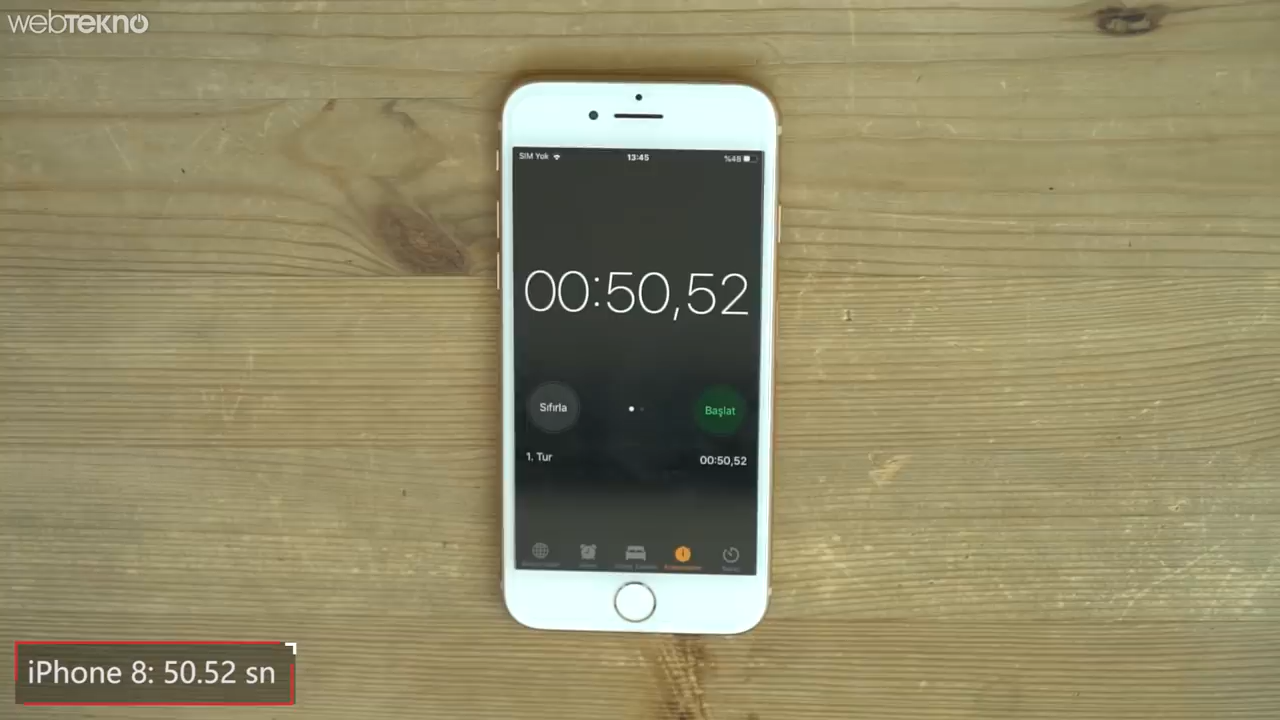 webTEKNO
SIM Yok
13:45
%48
00:50,52
Sıfırla
Başlat
1. Tur
00:50,52
iPhone 8: 50.52 sn